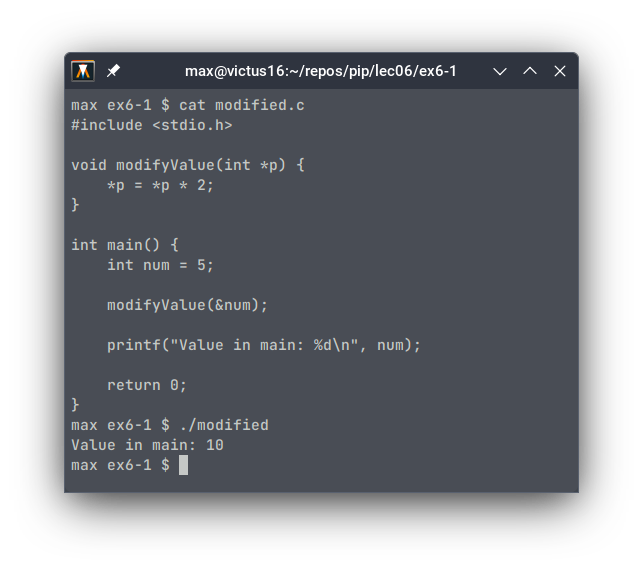 max@victus16:~/repos/pip/lec06/ex6-1
max ex6-1 $ cat modified.c
#include <stdio.h>

void modifyValue(int *p) {
    *p = *p * 2;
}

int main() {
    int num = 5;

    modifyValue(&num);

    printf("Value in main: %d\n", num);

    return 0;
}
max ex6-1 $ ./modified
Value in main: 10
max ex6-1 $